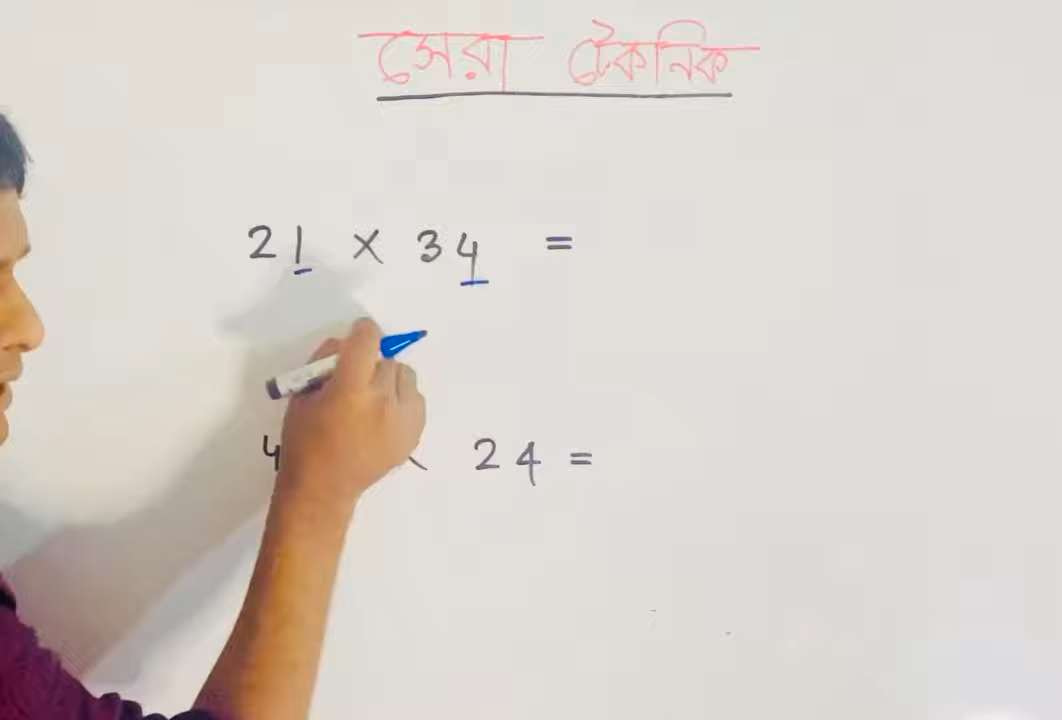 সেরা টেকনিক
21 X 34 =
24 =